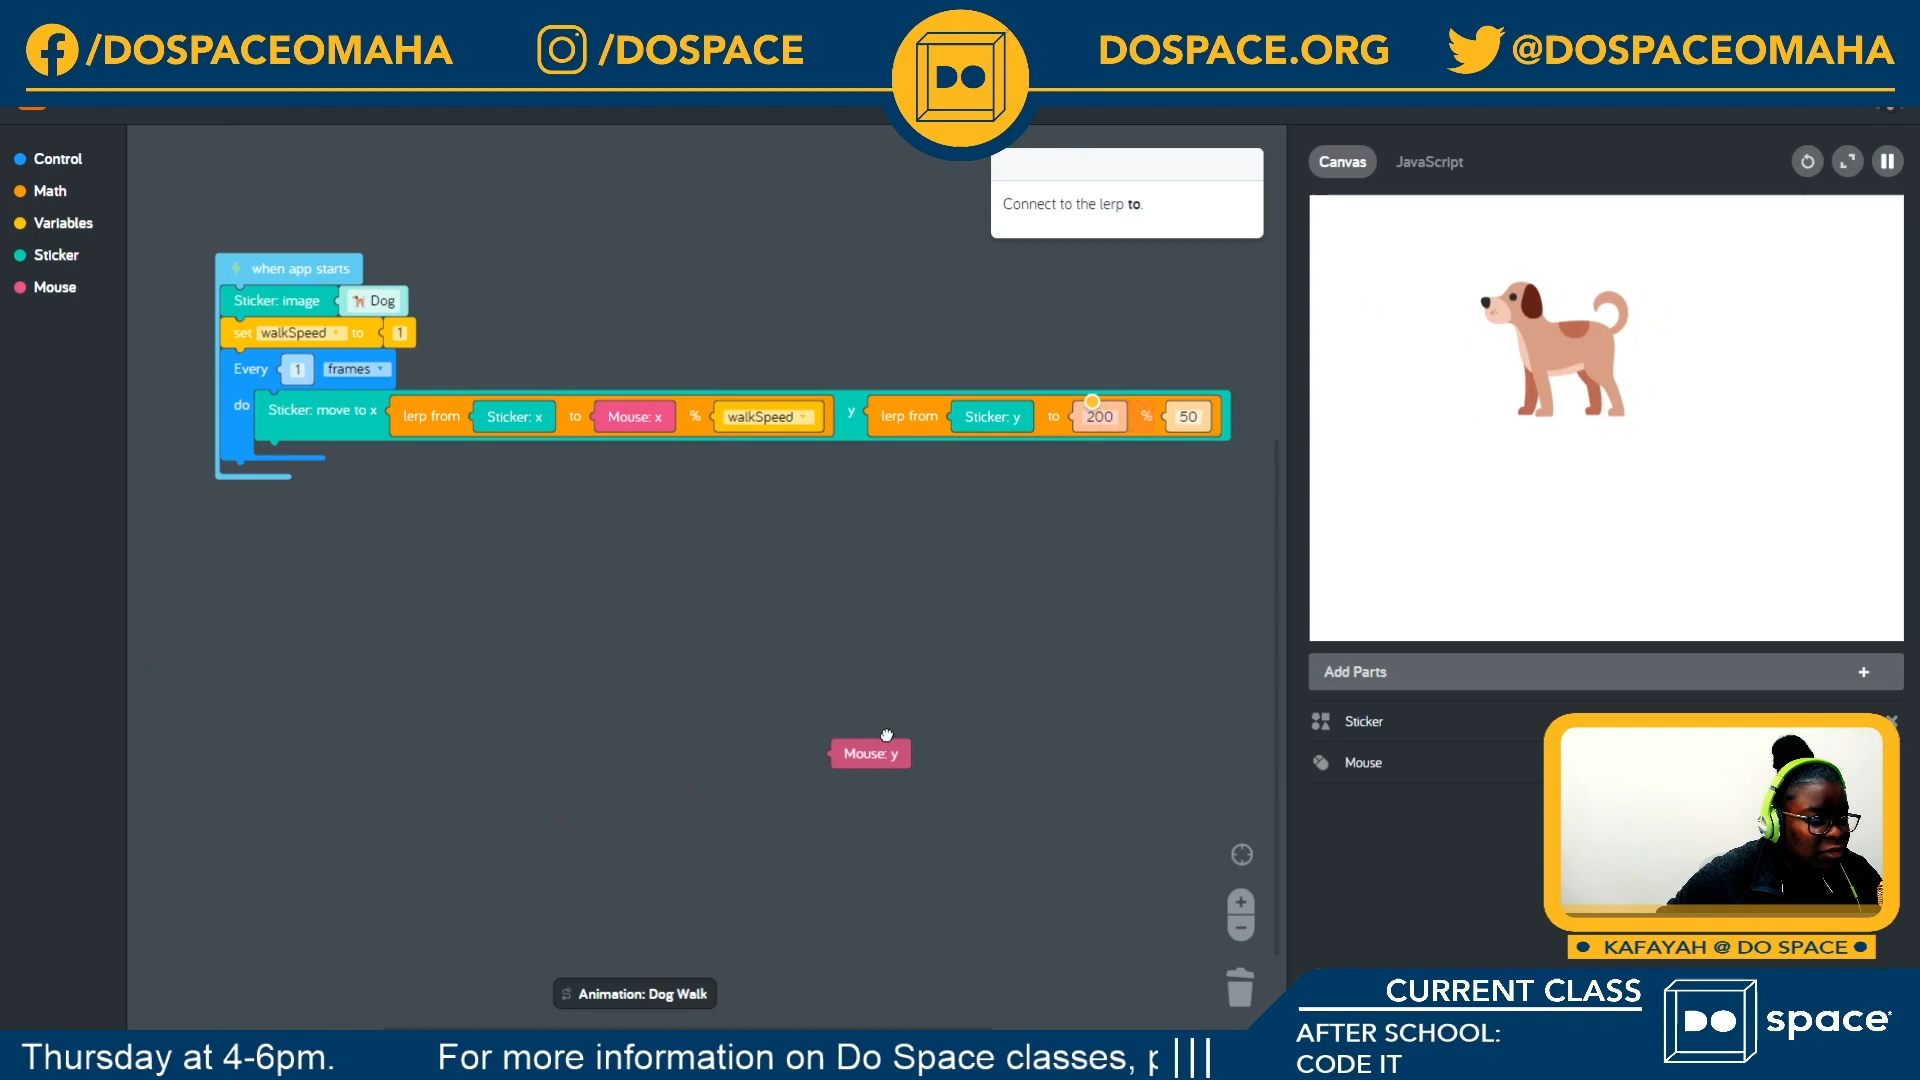 /DOSPACEOMAHA
/DOSPACE
DO
DOSPACE.ORG
@DOSPACEOMAHA
Control
Math
Variables
Sticker
Mouse
Connect to the lerp to.
when app starts
Sticker: image Dog
set walkSpeed to 1
Every 1 frames
do Sticker: move to x lerp from Sticker: x to Mouse: x % walkSpeed y lerp from Sticker: y to 200 % 50
Mouse: y
Animation: Dog Walk
Canvas JavaScript
Add Parts +
Sticker
Mouse
KAFAYAH @ DO SPACE
CURRENT CLASS
AFTER SCHOOL:
CODE IT
DO space
Thursday at 4-6pm. For more information on Do Space classes, p